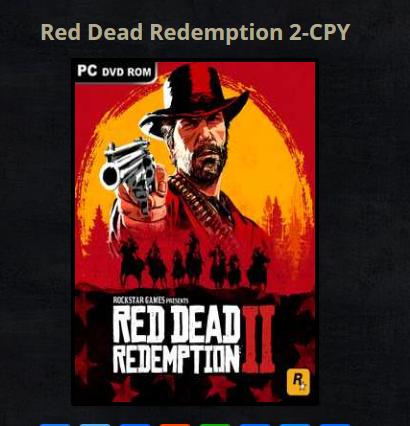 Red Dead Redemption 2-CPY
PC DVD ROM
ROCKSTAR GAMES PRESENTS
RED DEAD
REDEMPTION II
R